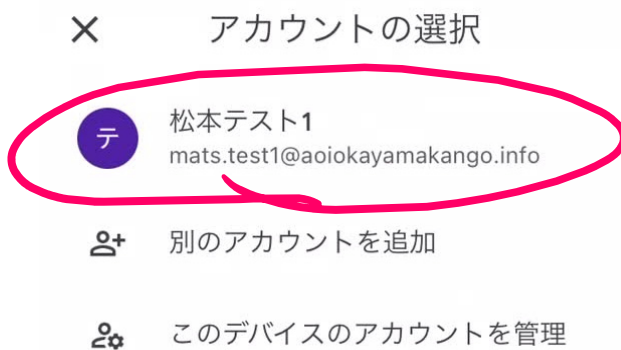 アカウントの選択
テ
松本テスト1
mats.test1@aoiokayamakango.info
別のアカウントを追加
このデバイスのアカウントを管理